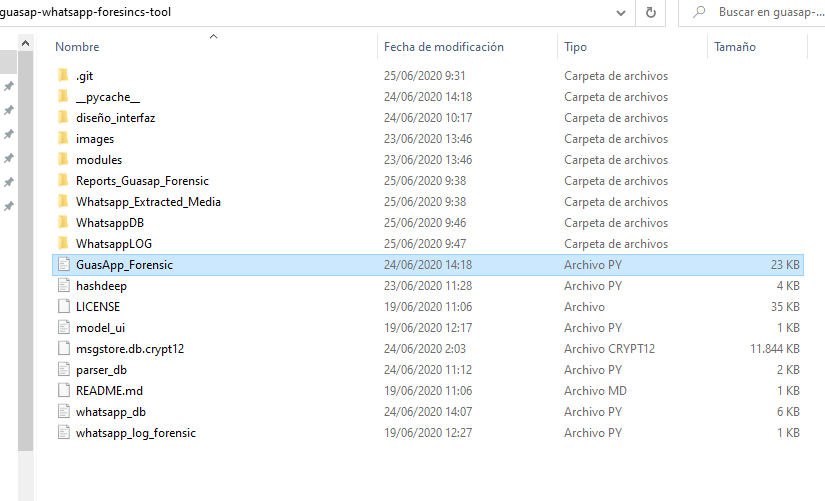 guasap-whatsapp-foresincs-tool Buscar en guasap-...
Nombre Fecha de modificación Tipo Tamaño
.git 25/06/2020 9:31 Carpeta de archivos
__pycache__ 24/06/2020 14:18 Carpeta de archivos
diseño_interfaz 24/06/2020 10:17 Carpeta de archivos
images 23/06/2020 13:46 Carpeta de archivos
modules 23/06/2020 13:46 Carpeta de archivos
Reports_Guasap_Forensic 25/06/2020 9:38 Carpeta de archivos
Whatsapp_Extracted_Media 25/06/2020 9:38 Carpeta de archivos
WhatsappDB 25/06/2020 9:46 Carpeta de archivos
WhatsappLOG 25/06/2020 9:47 Carpeta de archivos
GuasApp_Forensic 24/06/2020 14:18 Archivo PY 23 KB
hashdeep 23/06/2020 11:28 Archivo PY 4 KB
LICENSE 19/06/2020 11:06 Archivo 35 KB
model_ui 19/06/2020 12:17 Archivo PY 1 KB
msgstore.db.crypt12 24/06/2020 2:03 Archivo CRYPT12 11.844 KB
parser_db 24/06/2020 11:12 Archivo PY 2 KB
README.md 19/06/2020 11:06 Archivo MD 1 KB
whatsapp_db 24/06/2020 14:07 Archivo PY 6 KB
whatsapp_log_forensic 19/06/2020 12:27 Archivo PY 1 KB